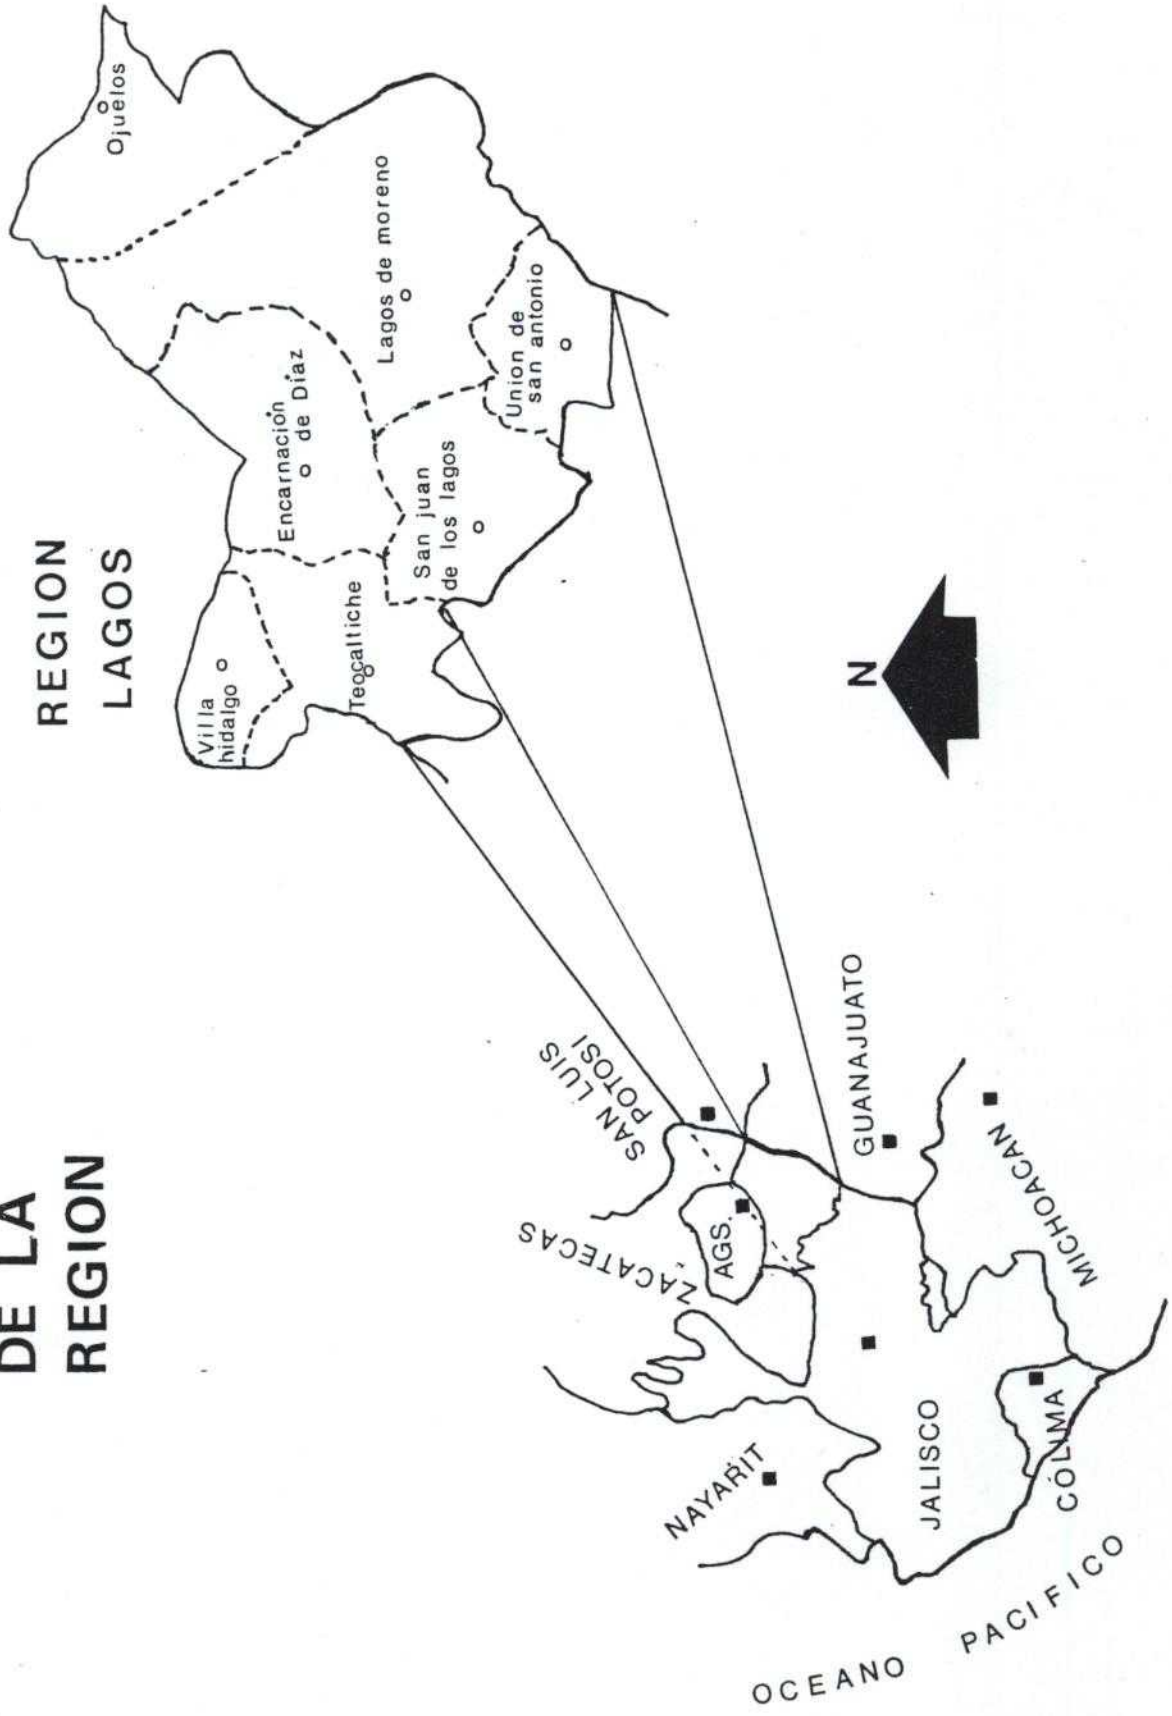 DE LA
REGION
REGION
LAGOS
Villa
hidalgo
Teocaltiche
Encarnación
de Díaz
San juan
de los lagos
Lagos de moreno
Union de
san antonio
Ojuelos
N
SAN LUIS
POTOSI
ZACATECAS
AGS.
NAYARIT
GUANAJUATO
JALISCO
MICHOACAN
COLIMA
OCEANO PACIFICO